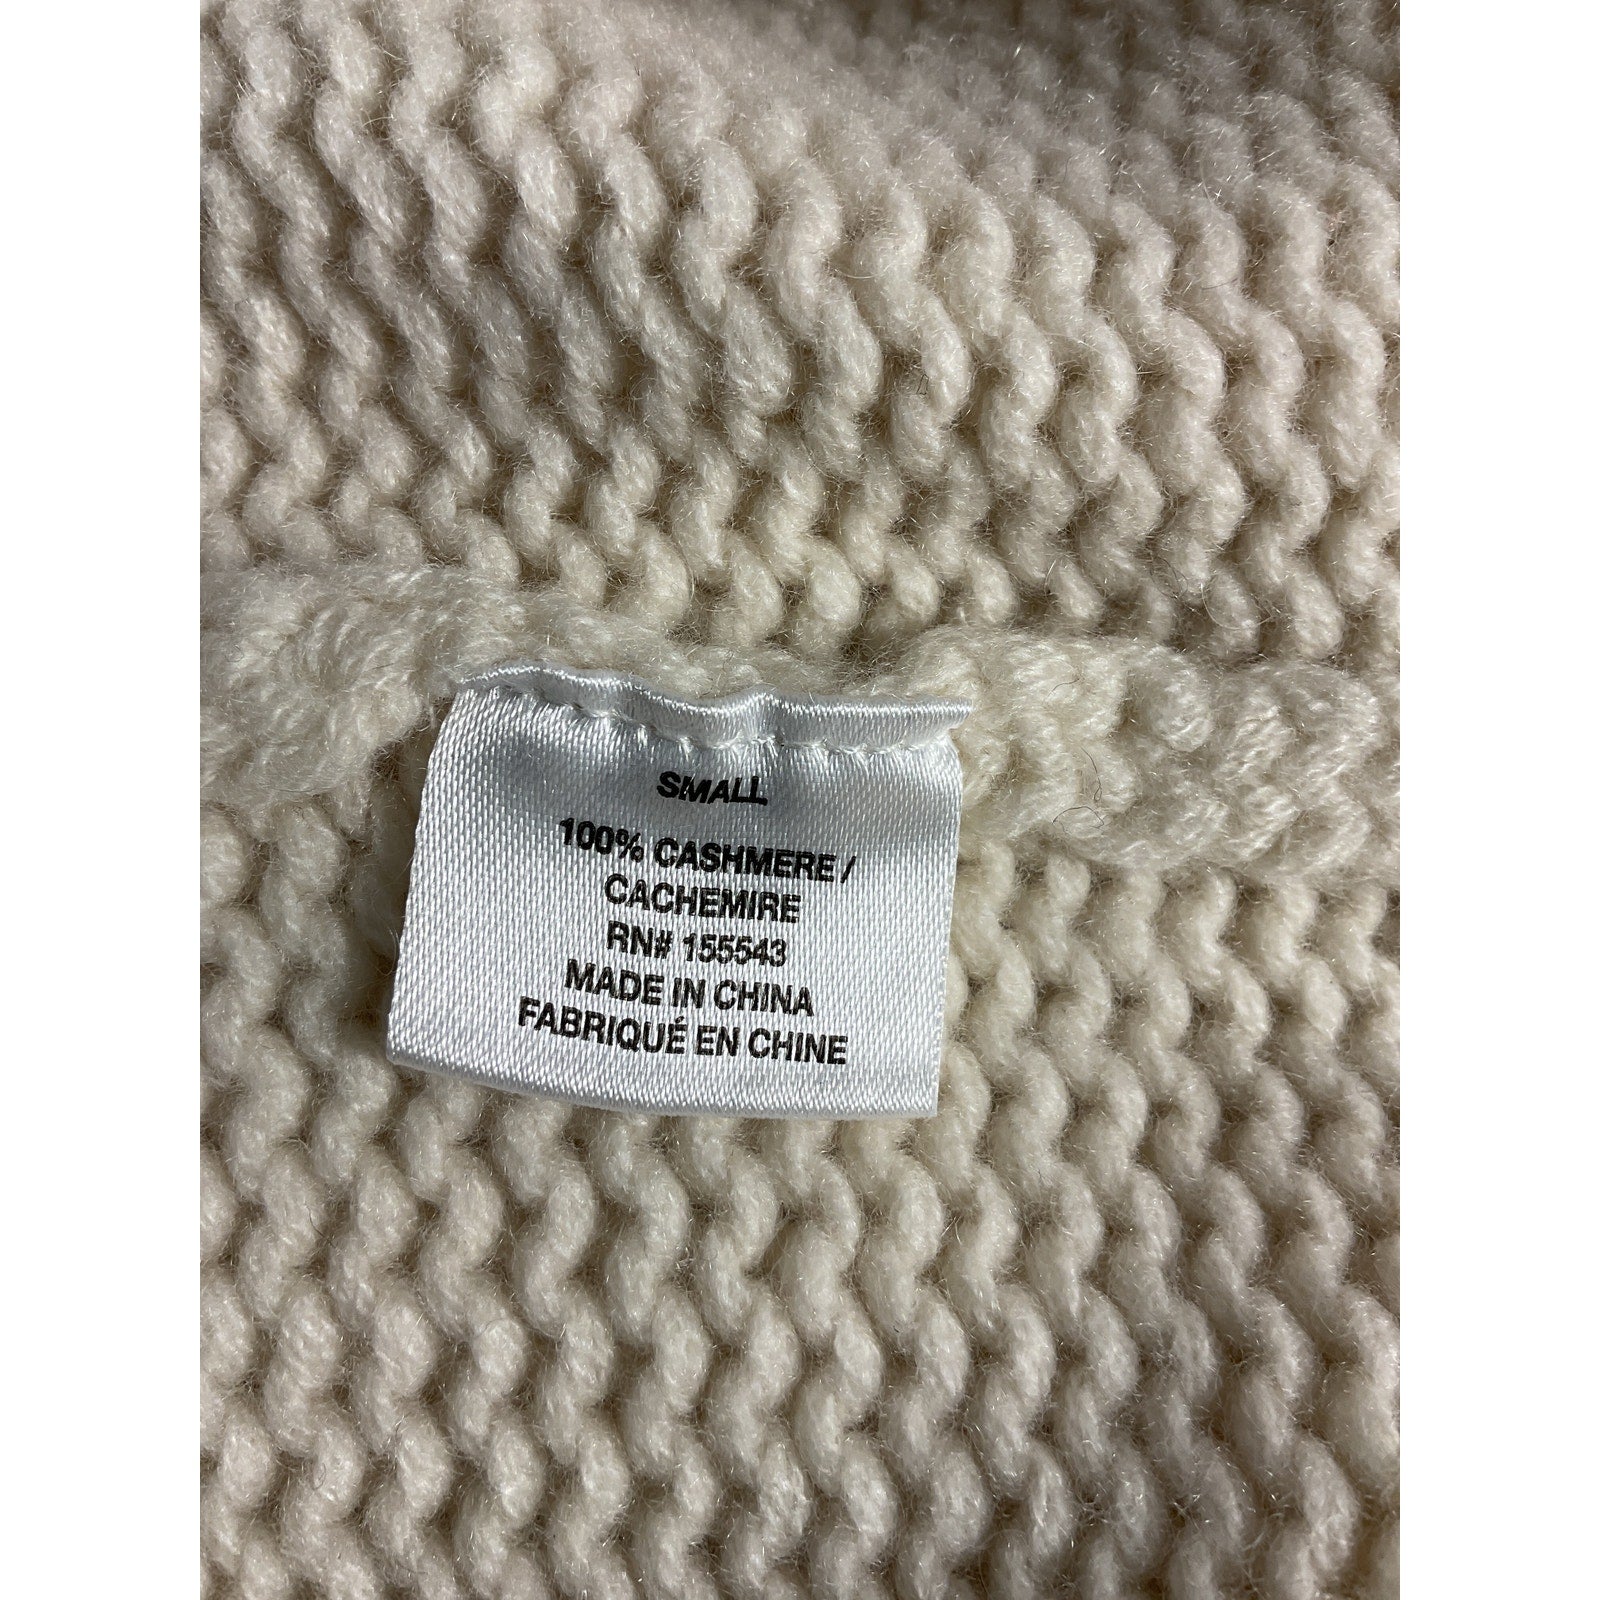 SMALL
100% CASHMERE /
CACHEMIRE
RN# 155543
MADE IN CHINA
FABRIQUÉ EN CHINE